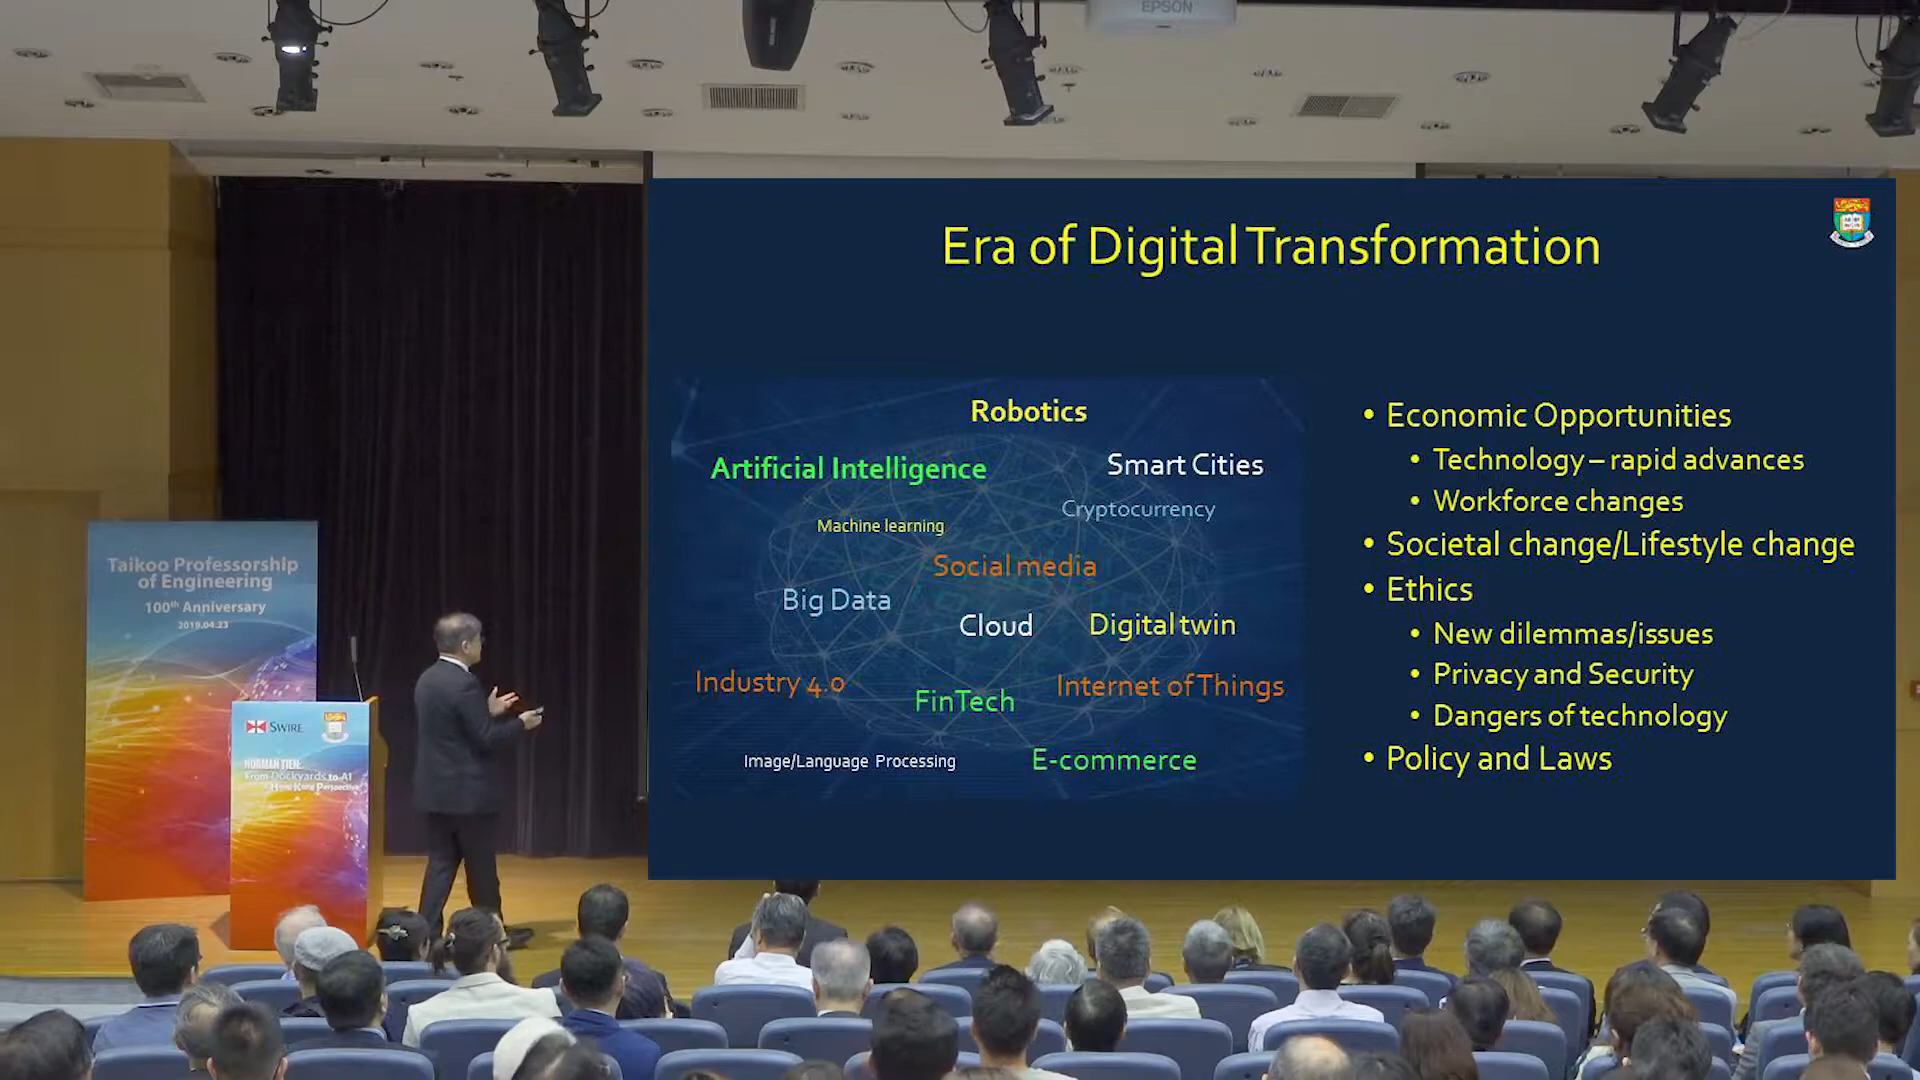 EPSON
Era of Digital Transformation
Robotics
Artificial Intelligence
Smart Cities
Cryptocurrency
Machine learning
Social media
Big Data
Cloud
Digital twin
Industry 4.0
FinTech
Internet of Things
Image/Language Processing
E-commerce
• Economic Opportunities
• Technology – rapid advances
• Workforce changes
• Societal change/Lifestyle change
• Ethics
• New dilemmas/issues
• Privacy and Security
• Dangers of technology
• Policy and Laws
Taikoo Professorship
of Engineering
100th Anniversary
2019.04.23
SWIRE
NORMAN TIEN:
From Dockyards to AI
Hong Kong Perspective